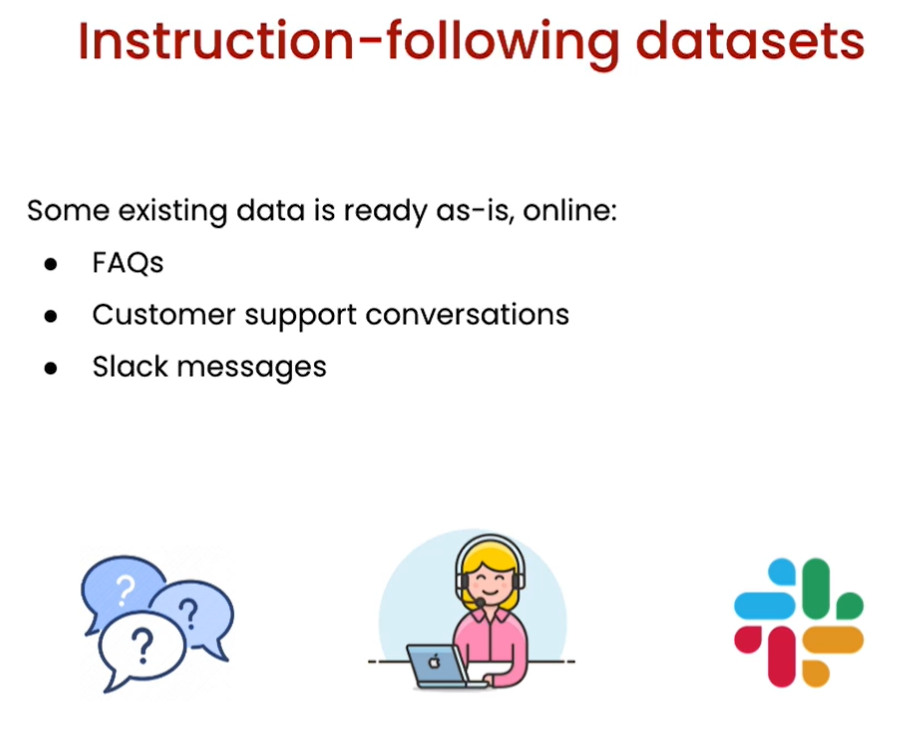 Instruction-following datasets
Some existing data is ready as-is, online:
● FAQs
● Customer support conversations
● Slack messages
? ? ?